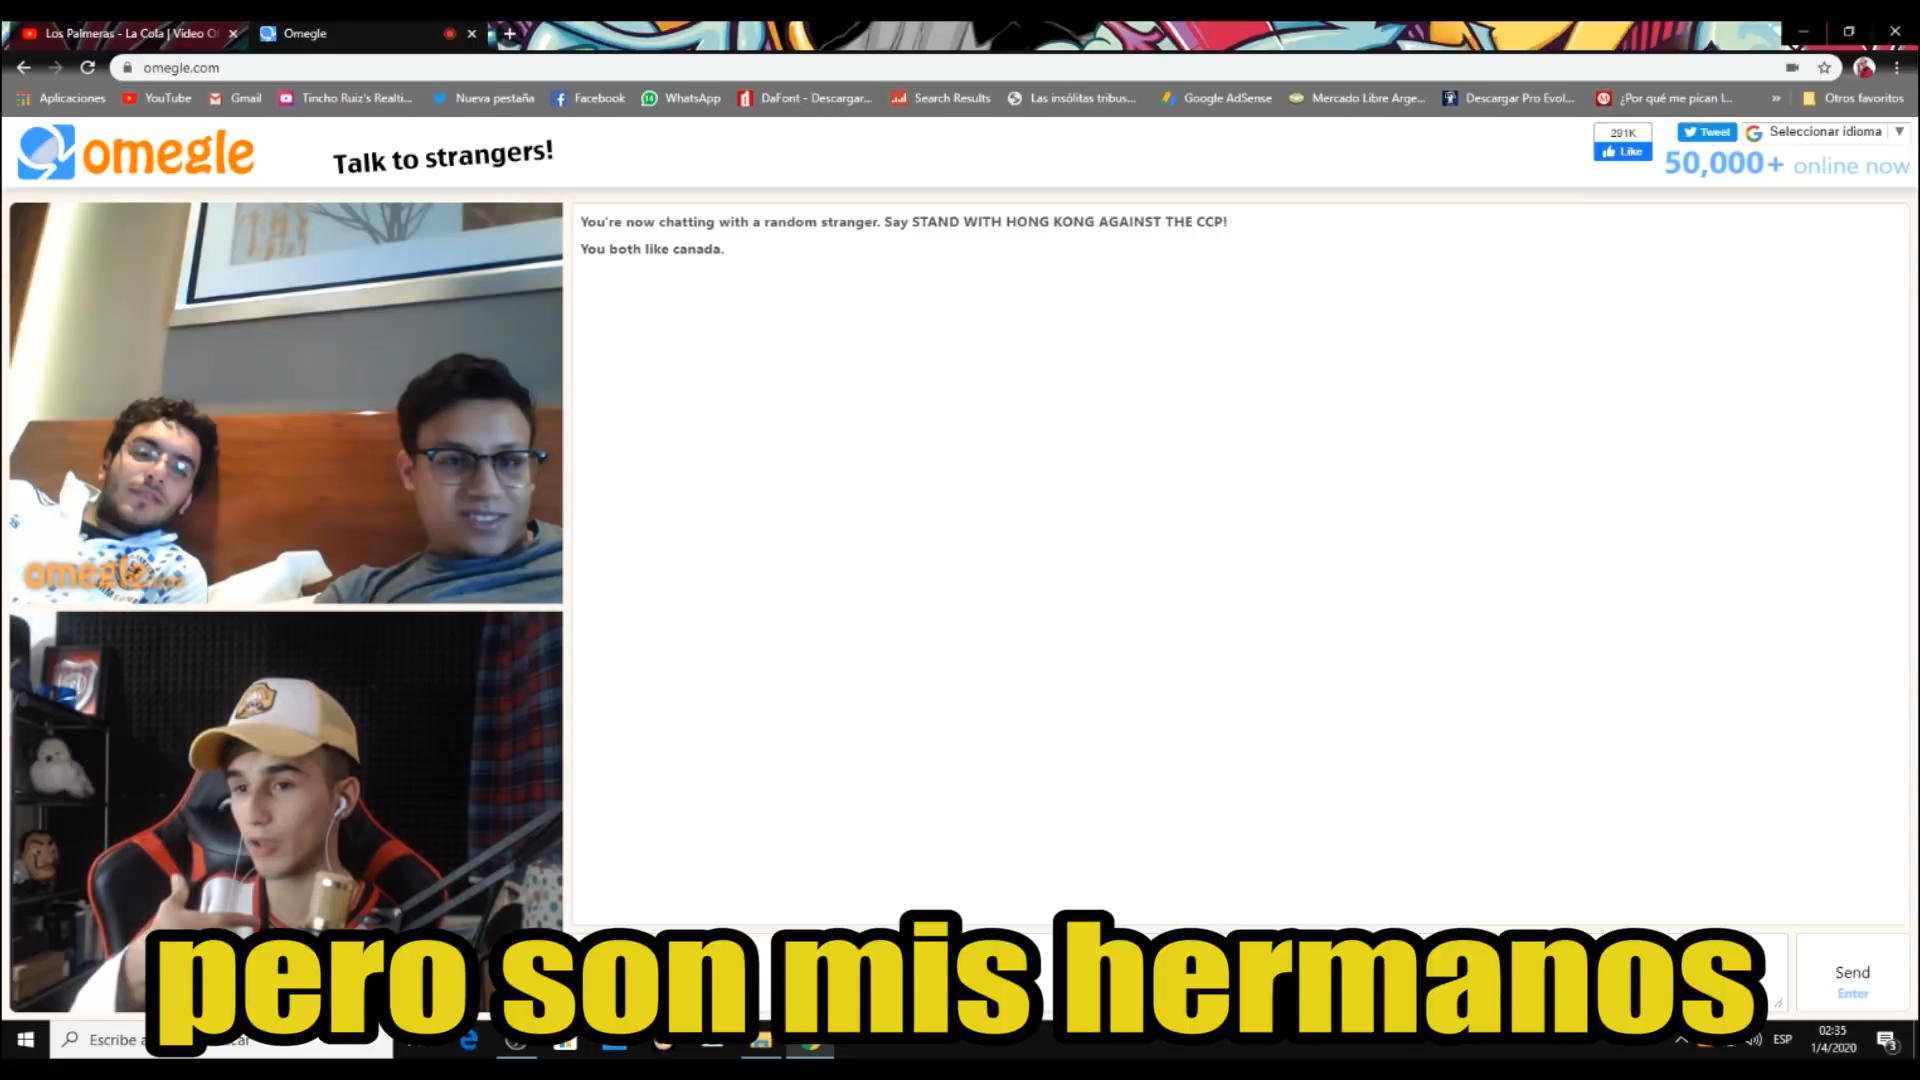 Los Palmeras - La Cola | Video O
Omegle
omegle.com
Aplicaciones
YouTube
Gmail
Tincho Ruiz's Realti...
Nueva pestaña
Facebook
WhatsApp
DaFont - Descargar...
Search Results
Las insólitas tribus...
Google AdSense
Mercado Libre Arge...
Descargar Pro Evol...
¿Por qué me pican l...
»
Otros favoritos
omegle
Talk to strangers!
291K
Like
Tweet
Seleccionar idioma
50,000+ online now
You're now chatting with a random stranger. Say STAND WITH HONG KONG AGAINST THE CCP!
You both like canada.
omegle
pero son mis hermanos
Send
Enter
Escribe
ESP
02:35
1/4/2020
3